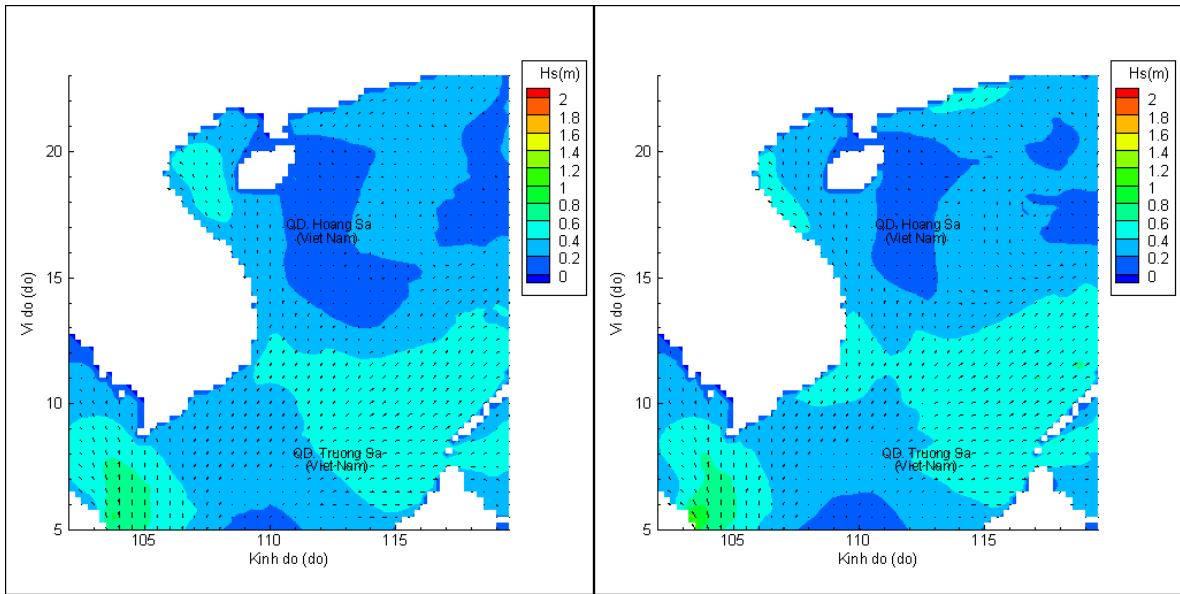 Hs(m)
2
1.8
1.6
1.4
1.2
1
0.8
0.6
0.4
0.2
0
20
15
10
5
Vi do (do)
QD. Hoang Sa
(Viet Nam)
QD. Truong Sa
(Viet-Nam)
105
110
115
Kinh do (do)
Hs(m)
2
1.8
1.6
1.4
1.2
1
0.8
0.6
0.4
0.2
0
20
15
10
5
Vi do (do)
QD. Hoang Sa
(Viet Nam)
QD. Truong Sa
(Viet-Nam)
105
110
115
Kinh do (do)